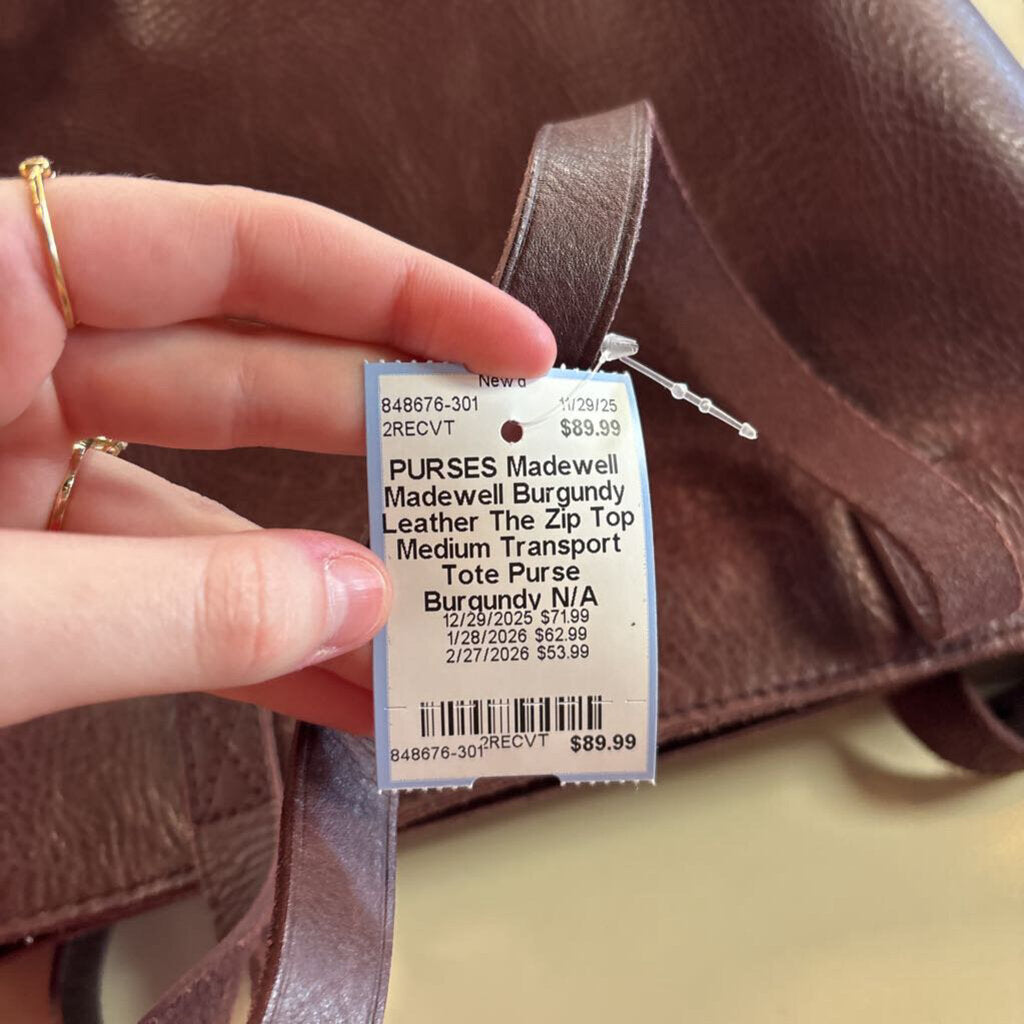 New
848676-301 11/29/25
2RECVT $89.99
PURSES Madewell
Madewell Burgundy
Leather The Zip Top
Medium Transport
Tote Purse
Burgundy N/A
12/29/2025 $71.99
1/28/2026 $62.99
2/27/2026 $53.99
848676-301 2RECVT $89.99